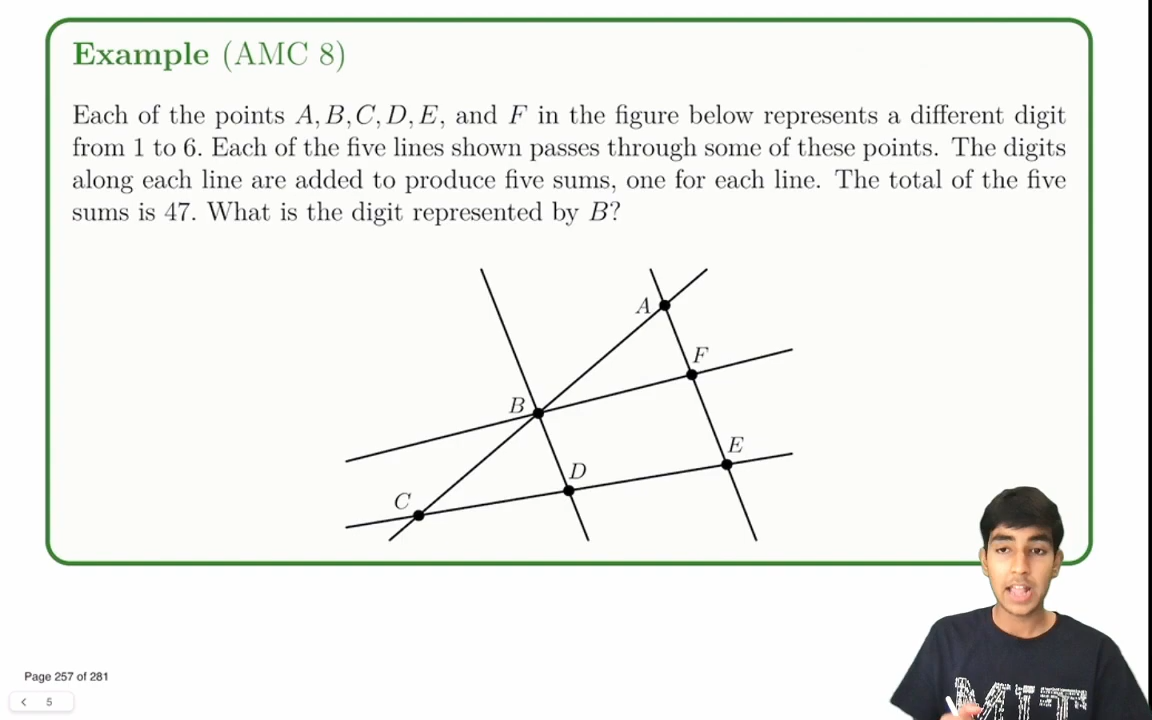 Example (AMC 8)
Each of the points A, B, C, D, E, and F in the figure below represents a different digit
from 1 to 6. Each of the five lines shown passes through some of these points. The digits
along each line are added to produce five sums, one for each line. The total of the five
sums is 47. What is the digit represented by B?
A
F
B
E
D
C
MIT
Page 257 of 281
< 5